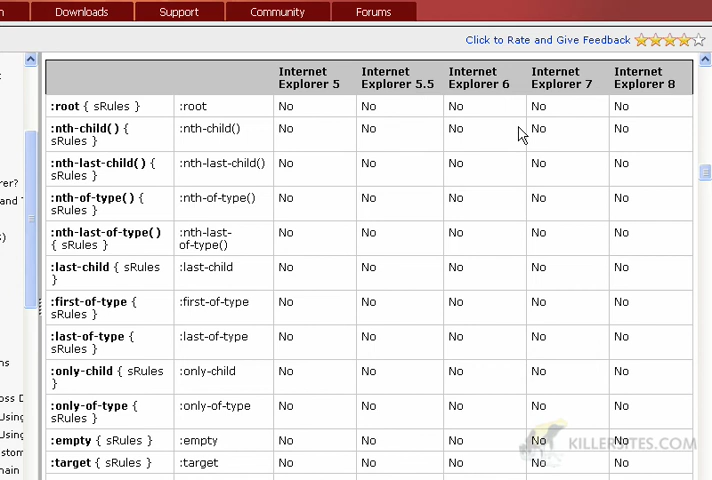 Downloads Support Community Forums
Click to Rate and Give Feedback
Internet Explorer 5 Internet Explorer 5.5 Internet Explorer 6 Internet Explorer 7 Internet Explorer 8
:root { sRules } :root No No No No No
:nth-child( ) { sRules } :nth-child() No No No No No
:nth-last-child( ) { sRules } :nth-last-child() No No No No No
:nth-of-type( ) { sRules } :nth-of-type() No No No No No
:nth-last-of-type( ) { sRules } :nth-last-of-type() No No No No No
:last-child { sRules } :last-child No No No No No
:first-of-type { sRules } :first-of-type No No No No No
:last-of-type { sRules } :last-of-type No No No No No
:only-child { sRules } :only-child No No No No No
:only-of-type { sRules } :only-of-type No No No No No
:empty { sRules } :empty No No No No No
:target { sRules } :target No No No No No
KILLERSITES.COM